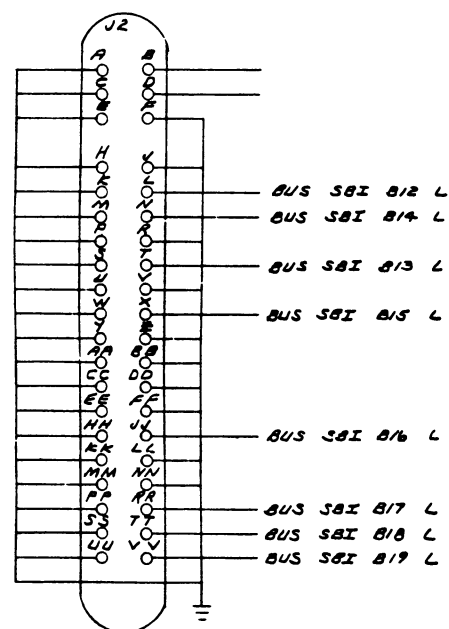 J2
A B
C D
E F
H J
K L BUS SBI B12 L
M N BUS SBI B14 L
P R
S T BUS SBI B13 L
U V
W X BUS SBI B15 L
Y Z
AA BB
CC DD
EE FF
HH JJ BUS SBI B16 L
KK LL
MM NN
PP RR BUS SBI B17 L
SS TT BUS SBI B18 L
UU VV BUS SBI B19 L